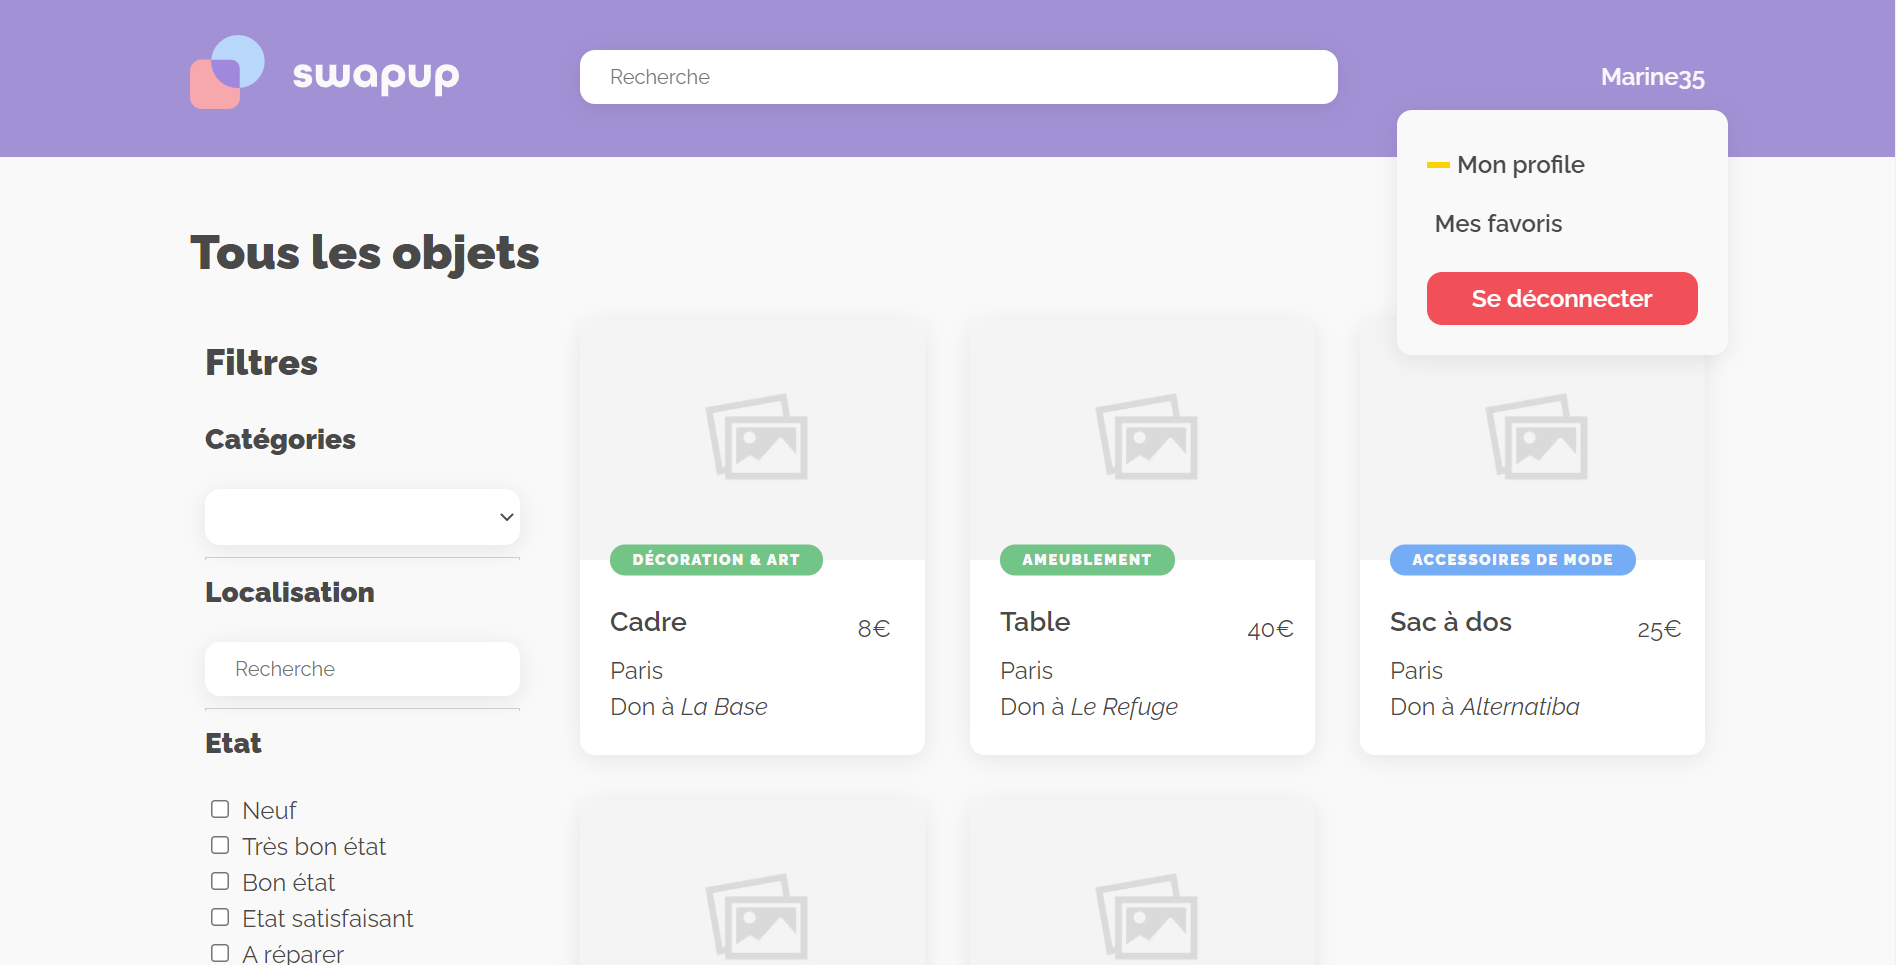 swapup
Recherche
Marine35
Mon profile
Mes favoris
Se déconnecter
Tous les objets
Filtres
Catégories
Localisation
Recherche
Etat
Neuf
Très bon état
Bon état
Etat satisfaisant
A réparer
DÉCORATION & ART
Cadre 8€
Paris
Don à La Base
AMEUBLEMENT
Table 40€
Paris
Don à Le Refuge
ACCESSOIRES DE MODE
Sac à dos 25€
Paris
Don à Alternatiba